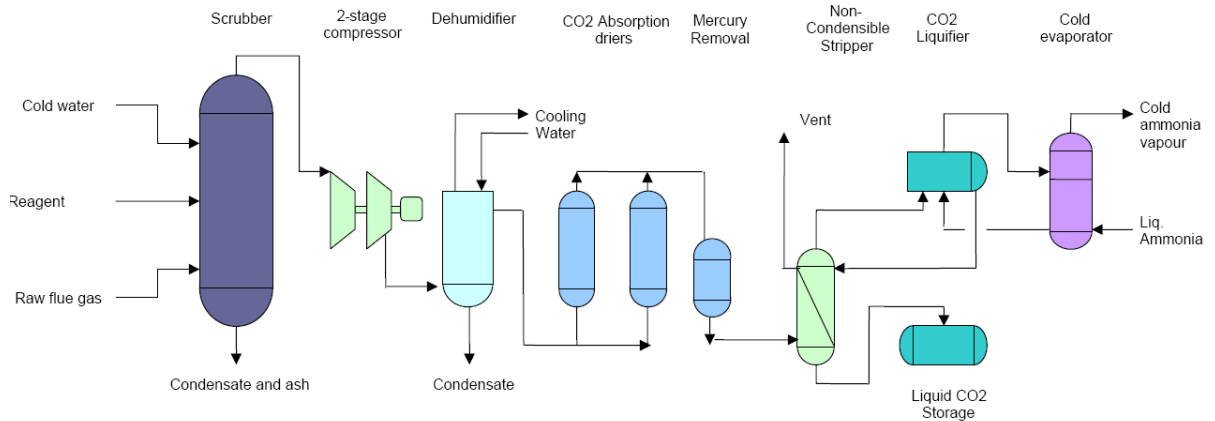 Scrubber
2-stage
compressor
Dehumidifier
CO2 Absorption
driers
Mercury
Removal
Non-
Condensible
Stripper
CO2
Liquifier
Cold
evaporator
Cold water
Reagent
Raw flue gas
Condensate and ash
Cooling
Water
Condensate
Vent
Liquid CO2
Storage
Cold
ammonia
vapour
Liq.
Ammonia